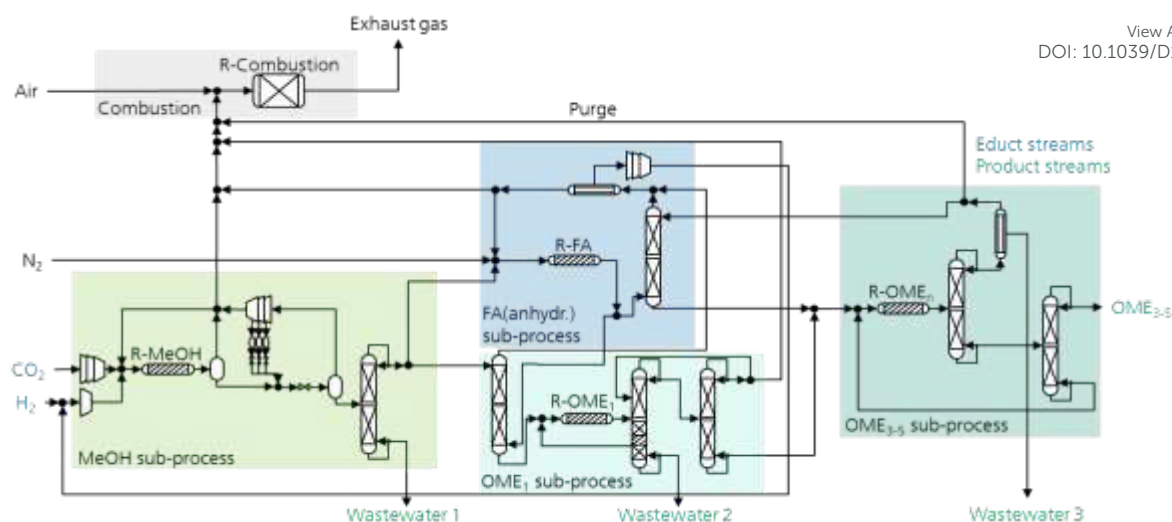 Exhaust gas
View A
DOI: 10.1039/D
R-Combustion
Air
Combustion
Purge
Educt streams
Product streams
R-FA
N₂
FA(anhydr.)
sub-process
R-OMEₙ
OME₃₋₅
R-MeOH
CO₂
H₂
R-OME₁
OME₃₋₅ sub-process
MeOH sub-process
OME₁ sub-process
Wastewater 1
Wastewater 2
Wastewater 3